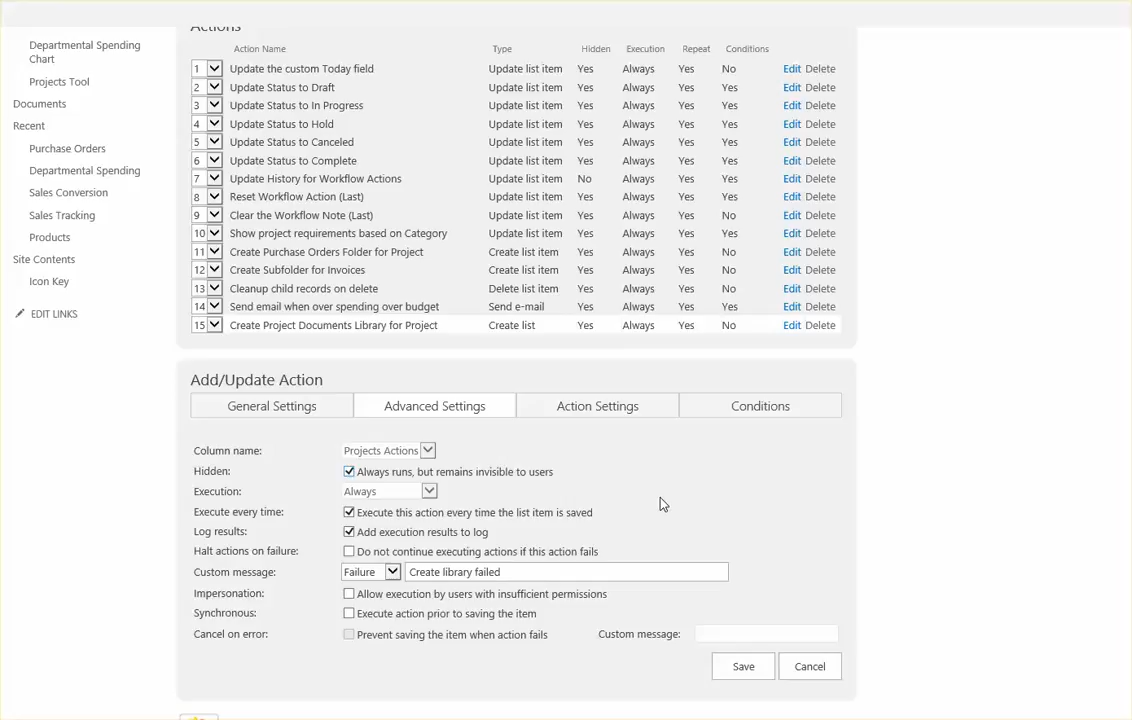 Actions
Departmental Spending
Chart
Projects Tool
Documents
Recent
Purchase Orders
Departmental Spending
Sales Conversion
Sales Tracking
Products
Site Contents
Icon Key
EDIT LINKS
Action Name Type Hidden Execution Repeat Conditions
1 Update the custom Today field Update list item Yes Always Yes No Edit Delete
2 Update Status to Draft Update list item Yes Always Yes Yes Edit Delete
3 Update Status to In Progress Update list item Yes Always Yes Yes Edit Delete
4 Update Status to Hold Update list item Yes Always Yes Yes Edit Delete
5 Update Status to Canceled Update list item Yes Always Yes Yes Edit Delete
6 Update Status to Complete Update list item Yes Always Yes Yes Edit Delete
7 Update History for Workflow Actions Update list item No Always Yes Yes Edit Delete
8 Reset Workflow Action (Last) Update list item Yes Always Yes Yes Edit Delete
9 Clear the Workflow Note (Last) Update list item Yes Always Yes No Edit Delete
10 Show project requirements based on Category Update list item Yes Always Yes Yes Edit Delete
11 Create Purchase Orders Folder for Project Create list item Yes Always Yes No Edit Delete
12 Create Subfolder for Invoices Create list item Yes Always Yes No Edit Delete
13 Cleanup child records on delete Delete list item Yes Always Yes No Edit Delete
14 Send email when over spending over budget Send e-mail Yes Always Yes Yes Edit Delete
15 Create Project Documents Library for Project Create list Yes Always Yes No Edit Delete
Add/Update Action
General Settings Advanced Settings Action Settings Conditions
Column name: Projects Actions
Hidden: Always runs, but remains invisible to users
Execution: Always
Execute every time: Execute this action every time the list item is saved
Log results: Add execution results to log
Halt actions on failure: Do not continue executing actions if this action fails
Custom message: Failure Create library failed
Impersonation: Allow execution by users with insufficient permissions
Synchronous: Execute action prior to saving the item
Cancel on error: Prevent saving the item when action fails Custom message:
Save Cancel